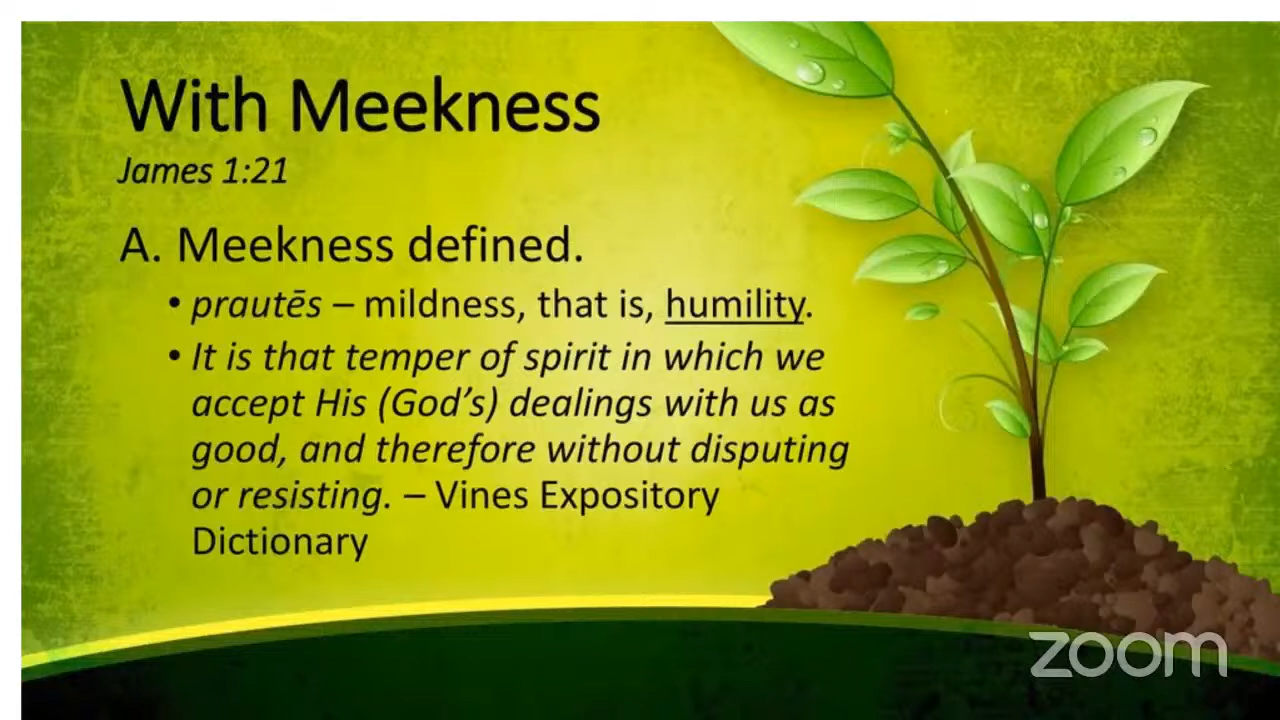 With Meekness
James 1:21
A. Meekness defined.
• prautēs – mildness, that is, humility.
• It is that temper of spirit in which we
accept His (God’s) dealings with us as
good, and therefore without disputing
or resisting. – Vines Expository
Dictionary
zoom